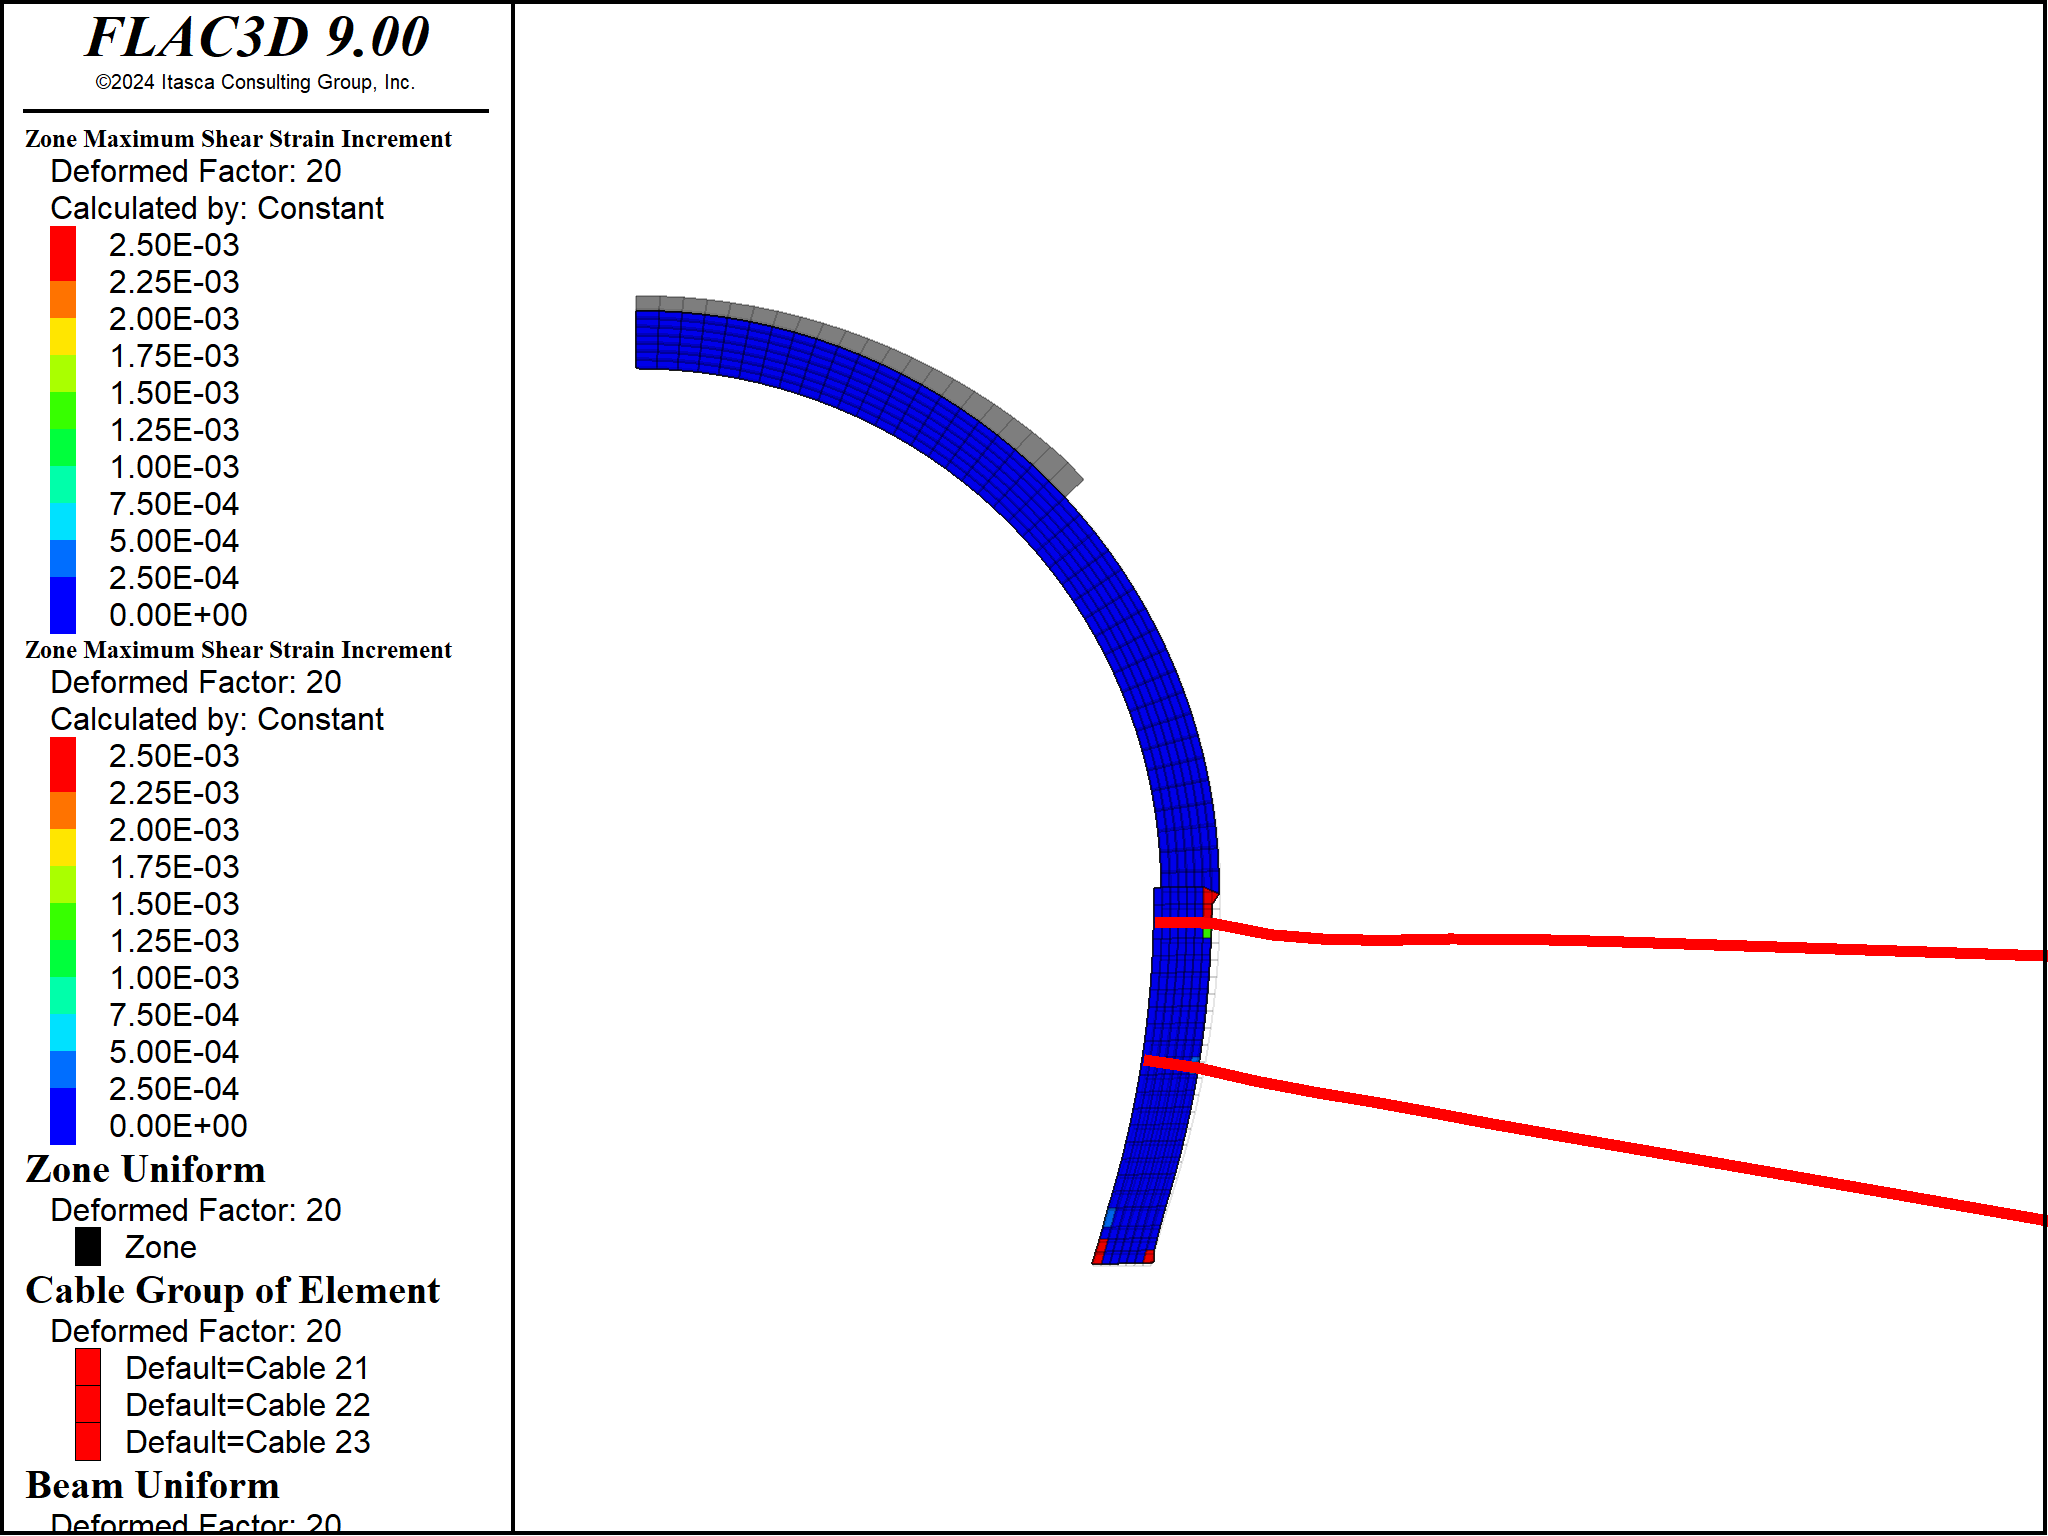 FLAC3D 9.00
©2024 Itasca Consulting Group, Inc.
Zone Maximum Shear Strain Increment
Deformed Factor: 20
Calculated by: Constant
2.50E-03
2.25E-03
2.00E-03
1.75E-03
1.50E-03
1.25E-03
1.00E-03
7.50E-04
5.00E-04
2.50E-04
0.00E+00
Zone Maximum Shear Strain Increment
Deformed Factor: 20
Calculated by: Constant
2.50E-03
2.25E-03
2.00E-03
1.75E-03
1.50E-03
1.25E-03
1.00E-03
7.50E-04
5.00E-04
2.50E-04
0.00E+00
Zone Uniform
Deformed Factor: 20
Zone
Cable Group of Element
Deformed Factor: 20
Default=Cable 21
Default=Cable 22
Default=Cable 23
Beam Uniform
Deformed Factor: 20